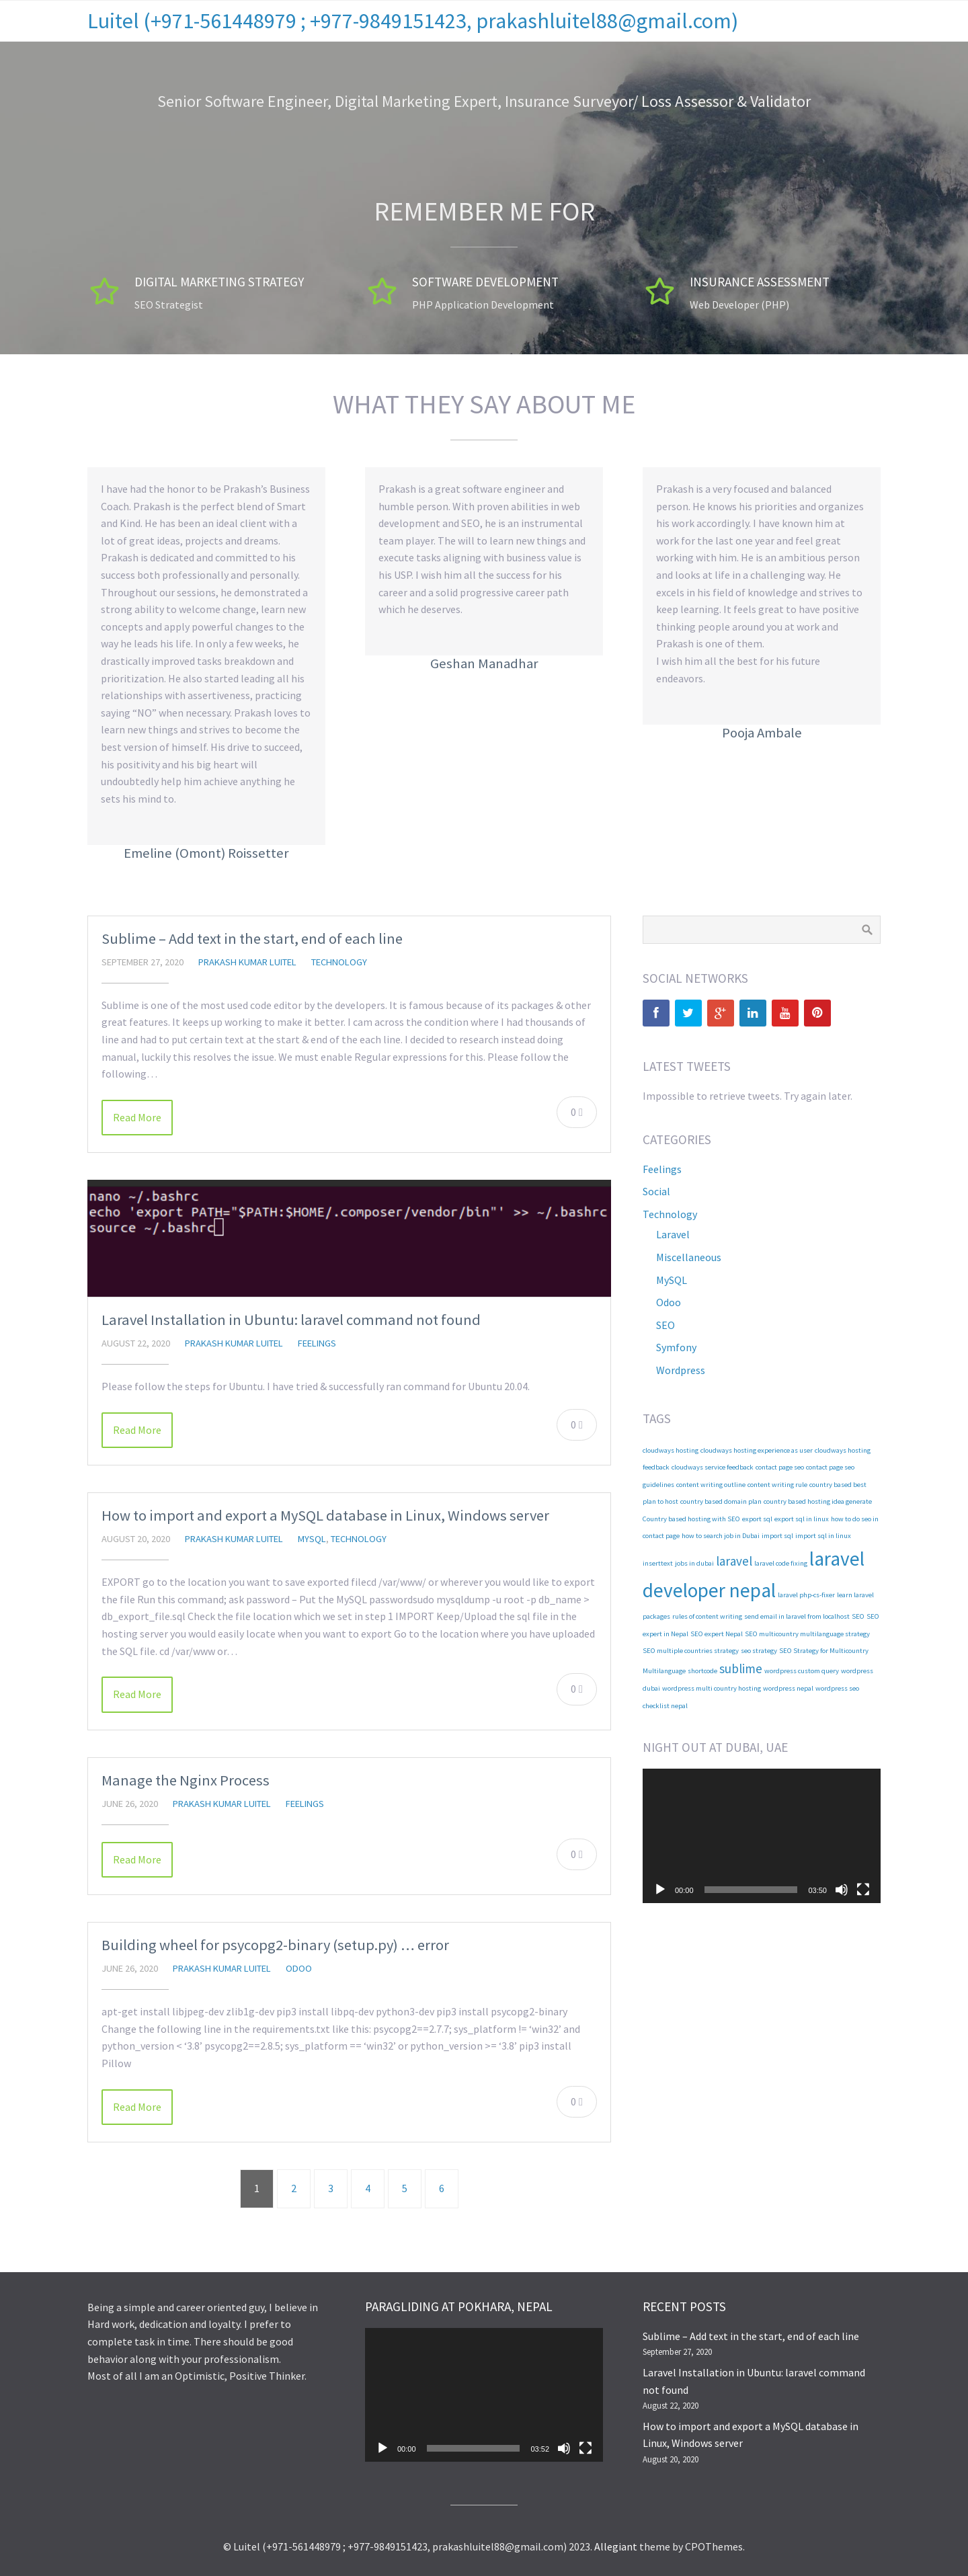 Luitel (+971-561448979 ; +977-9849151423, prakashluitel88@gmail.com)
Senior Software Engineer, Digital Marketing Expert, Insurance Surveyor/ Loss Assessor & Validator
REMEMBER ME FOR
DIGITAL MARKETING STRATEGY
SEO Strategist
SOFTWARE DEVELOPMENT
PHP Application Development
INSURANCE ASSESSMENT
Web Developer (PHP)
WHAT THEY SAY ABOUT ME
I have had the honor to be Prakash’s Business
Coach. Prakash is the perfect blend of Smart
and Kind. He has been an ideal client with a
lot of great ideas, projects and dreams.
Prakash is dedicated and committed to his
success both professionally and personally.
Throughout our sessions, he demonstrated a
strong ability to welcome change, learn new
concepts and apply powerful changes to the
way he leads his life. In only a few weeks, he
drastically improved tasks breakdown and
prioritization. He also started leading all his
relationships with assertiveness, practicing
saying “NO” when necessary. Prakash loves to
learn new things and strives to become the
best version of himself. His drive to succeed,
his positivity and his big heart will
undoubtedly help him achieve anything he
sets his mind to.
Emeline (Omont) Roissetter
Prakash is a great software engineer and
humble person. With proven abilities in web
development and SEO, he is an instrumental
team player. The will to learn new things and
execute tasks aligning with business value is
his USP. I wish him all the success for his
career and a solid progressive career path
which he deserves.
Geshan Manadhar
Prakash is a very focused and balanced
person. He knows his priorities and organizes
his work accordingly. I have known him at
work for the last one year and feel great
working with him. He is an ambitious person
and looks at life in a challenging way. He
excels in his field of knowledge and strives to
keep learning. It feels great to have positive
thinking people around you at work and
Prakash is one of them.
I wish him all the best for his future
endeavors.
Pooja Ambale
Sublime – Add text in the start, end of each line
SEPTEMBER 27, 2020 PRAKASH KUMAR LUITEL TECHNOLOGY
Sublime is one of the most used code editor by the developers. It is famous because of its packages & other
great features. It keeps up working to make it better. I cam across the condition where I had thousands of
line and had to put certain text at the start & end of the each line. I decided to research instead doing
manual, luckily this resolves the issue. We must enable Regular expressions for this. Please follow the
following…
Read More
0
nano ~/.bashrc
echo 'export PATH="$PATH:$HOME/.composer/vendor/bin"' >> ~/.bashrc
source ~/.bashrc
Laravel Installation in Ubuntu: laravel command not found
AUGUST 22, 2020 PRAKASH KUMAR LUITEL FEELINGS
Please follow the steps for Ubuntu. I have tried & successfully ran command for Ubuntu 20.04.
Read More
0
How to import and export a MySQL database in Linux, Windows server
AUGUST 20, 2020 PRAKASH KUMAR LUITEL MYSQL, TECHNOLOGY
EXPORT go to the location you want to save exported filecd /var/www/ or wherever you would like to export
the file Run this command; ask password – Put the MySQL passwordsudo mysqldump -u root -p db_name >
db_export_file.sql Check the file location which we set in step 1 IMPORT Keep/Upload the sql file in the
server you would easily locate when you want to export Go to the location where you have uploaded
the SQL file. cd /var/www or…
Read More
0
Manage the Nginx Process
JUNE 26, 2020 PRAKASH KUMAR LUITEL FEELINGS
Read More
0
Building wheel for psycopg2-binary (setup.py) … error
JUNE 26, 2020 PRAKASH KUMAR LUITEL ODOO
apt-get install libjpeg-dev zlib1g-dev pip3 install libpq-dev python3-dev pip3 install psycopg2-binary
Change the following line in the requirements.txt like this: psycopg2==2.7.7; sys_platform != ‘win32’ and
python_version < ‘3.8’ psycopg2==2.8.5; sys_platform == ‘win32’ or python_version >= ‘3.8’ pip3 install
Pillow
Read More
0
1 2 3 4 5 6
SOCIAL NETWORKS
LATEST TWEETS
Impossible to retrieve tweets. Try again later.
CATEGORIES
Feelings
Social
Technology
Laravel
Miscellaneous
MySQL
Odoo
SEO
Symfony
Wordpress
TAGS
cloudways hosting cloudways hosting experience as user cloudways hosting
feedback cloudways service feedback contact page seo contact page seo
guidelines content writing outline content writing rule country based best
plan to host country based domain plan country based hosting idea generate
Country based hosting with SEO export sql export sql in linux how to do seo in
contact page how to search job in Dubai import sql import sql in linux
inserttext jobs in dubai laravel laravel code fixing laravel
developer nepal laravel php-cs-fixer learn laravel
packages rules of content writing send email in laravel from localhost SEO SEO
expert in Nepal SEO expert Nepal SEO multicountry multilanguage strategy
SEO multiple countries strategy seo strategy SEO Strategy for Multicountry
Multilanguage shortcode sublime wordpress custom query wordpress
dubai wordpress multi country hosting wordpress nepal wordpress seo
checklist nepal
NIGHT OUT AT DUBAI, UAE
00:00 03:50
Being a simple and career oriented guy, I believe in
Hard work, dedication and loyalty. I prefer to
complete task in time. There should be good
behavior along with your professionalism.
Most of all I am an Optimistic, Positive Thinker.
PARAGLIDING AT POKHARA, NEPAL
00:00 03:52
RECENT POSTS
Sublime – Add text in the start, end of each line
September 27, 2020
Laravel Installation in Ubuntu: laravel command
not found
August 22, 2020
How to import and export a MySQL database in
Linux, Windows server
August 20, 2020
© Luitel (+971-561448979 ; +977-9849151423, prakashluitel88@gmail.com) 2023. Allegiant theme by CPOThemes.